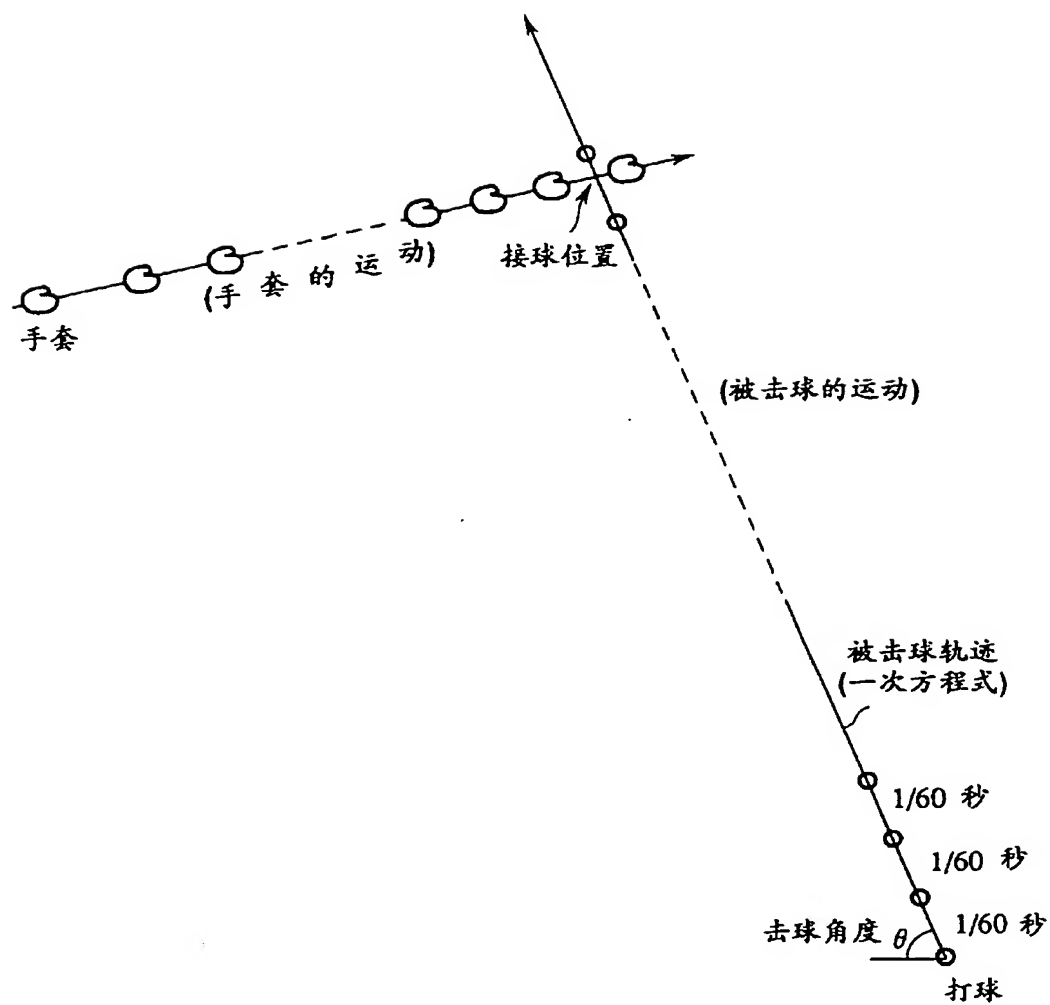 接球位置
(手套的运动)
手套
(被击球的运动)
被击球轨迹
(一次方程式)
1/60 秒
1/60 秒
1/60 秒
击球角度 θ
打球